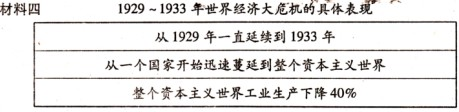 材料四 1929~1933年世界经济大危机的具体表现
从1929年一直延续到1933年
从一个国家开始迅速蔓延到整个资本主义世界
整个资本主义世界工业生产下降40%